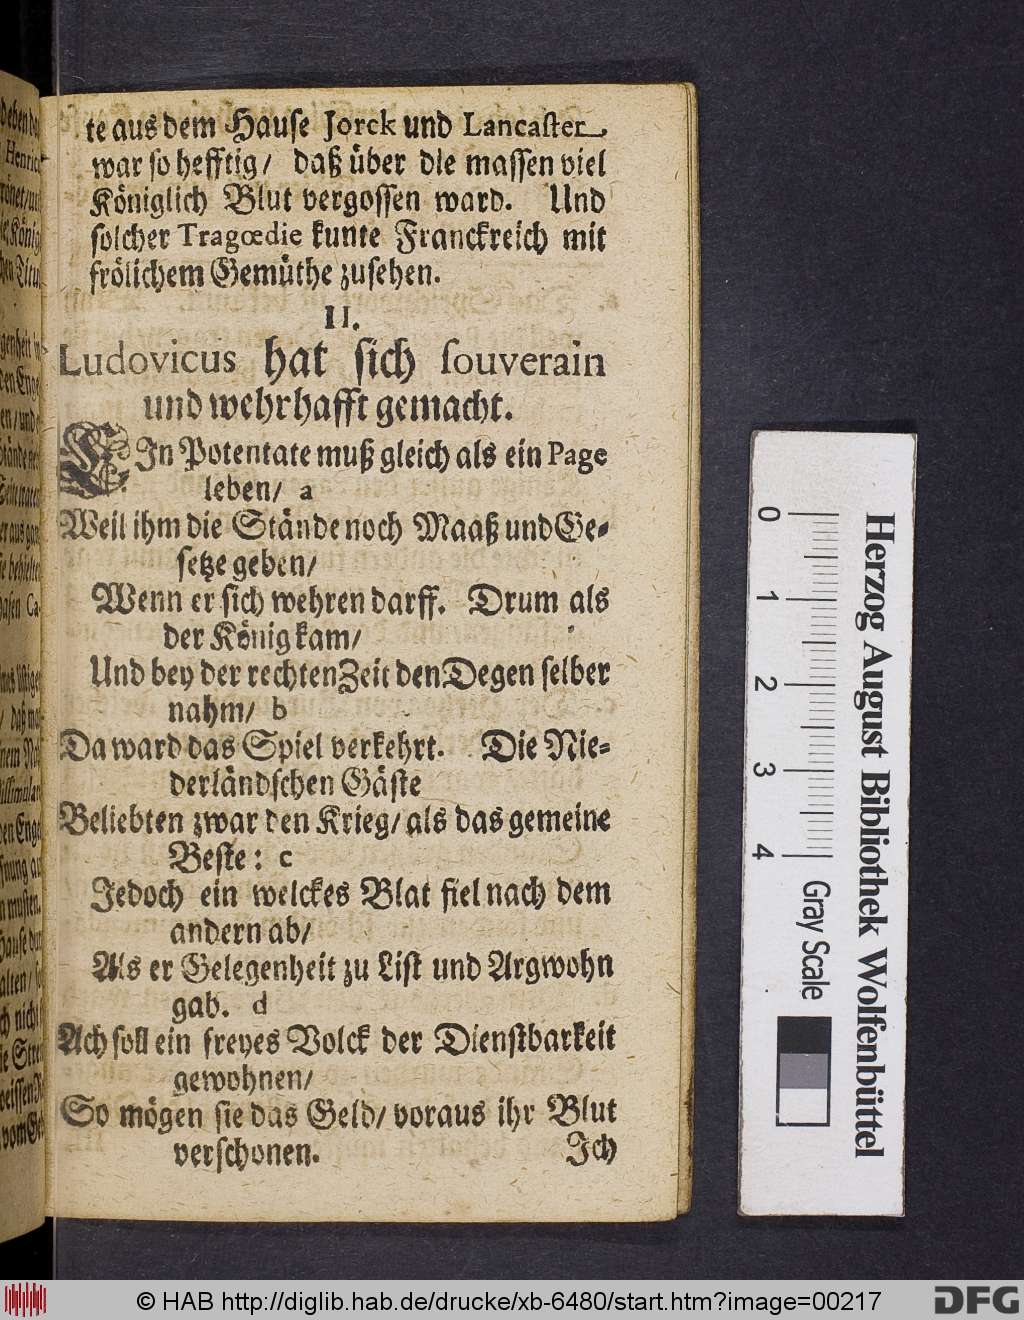 te aus dem Hause Jorck und Lancaſter
war so hefftig/ daß über die massen viel
Königlich Blut vergossen ward. Und
solcher Tragœdie kunte Franckreich mit
frölichem Gemüthe zusehen.
II.
Ludovicus hat sich ſouverain
und wehrhafft gemacht.
EIn Potentate muß gleich als ein Page
leben/ a
Weil ihm die Stände noch Maaß und Ge-
setze geben/
Wenn er sich wehren darff. Drum als
der König kam/
Und bey der rechten Zeit den Degen selber
nahm/ b
Da ward das Spiel verkehrt. Die Nie-
derländschen Gäste
Beliebten zwar den Krieg/ als das gemeine
Beste: c
Jedoch ein welckes Blat fiel nach dem
andern ab/
Als er Gelegenheit zu List und Argwohn
gab. d
Ach soll ein freyes Volck der Dienstbarkeit
gewohnen/
So mögen sie das Geld/ voraus ihr Blut
verschonen.
Ich
Herzog August Bibliothek Wolfenbüttel
0 1 2 3 4 Gray Scale
© HAB http://diglib.hab.de/drucke/xb-6480/start.htm?image=00217
DFG